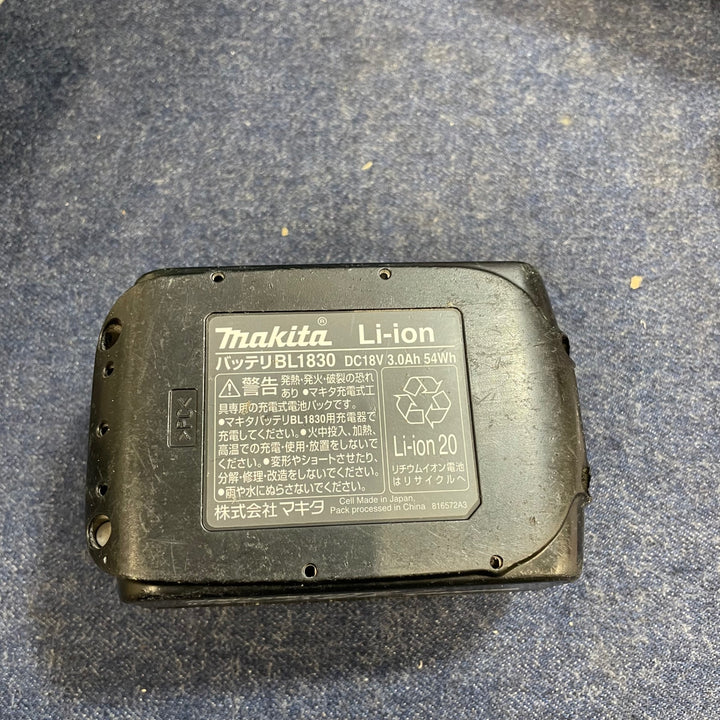 makita® Li-ion
バッテリBL1830 DC18V 3.0Ah 54Wh
警告 発熱・発火・破裂の恐れ
あり ●マキタ充電式工
具専用の充電式電池パックです。
●マキタバッテリBL1830用充電器で
充電してください。●火中投入、加熱、
高温での充電・使用・放置をしないで
ください。●変形やショートさせたり、
分解・修理・改造をしないでください。
●雨や水にぬらさないでください。
株式会社マキタ
Li-ion 20
リチウムイオン電池
はリサイクルへ
Cell Made in Japan,
Pack processed in China 816572A3